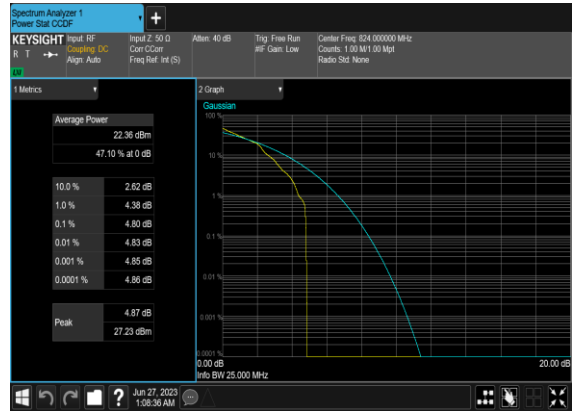 Spectrum Analyzer 1
Power Stat CCDF
KEYSIGHT
R T
LXI
Input: RF
Coupling: DC
Align: Auto
Input Z: 50 Ω
Corr CCorr
Freq Ref: Int (S)
Atten: 40 dB
Trig: Free Run
#IF Gain: Low
Center Freq: 824.000000 MHz
Counts: 1.00 M/1.00 Mpt
Radio Std: None
1 Metrics
Average Power
22.36 dBm
47.10 % at 0 dB
10.0 % 2.62 dB
1.0 % 4.38 dB
0.1 % 4.80 dB
0.01 % 4.83 dB
0.001 % 4.85 dB
0.0001 % 4.86 dB
Peak
4.87 dB
27.23 dBm
2 Graph
Gaussian
100 %
10 %
1 %
0.1 %
0.01 %
0.001 %
0.0001 %
0.00 dB
20.00 dB
Info BW 25.000 MHz
Jun 27, 2023
1:08:36 AM